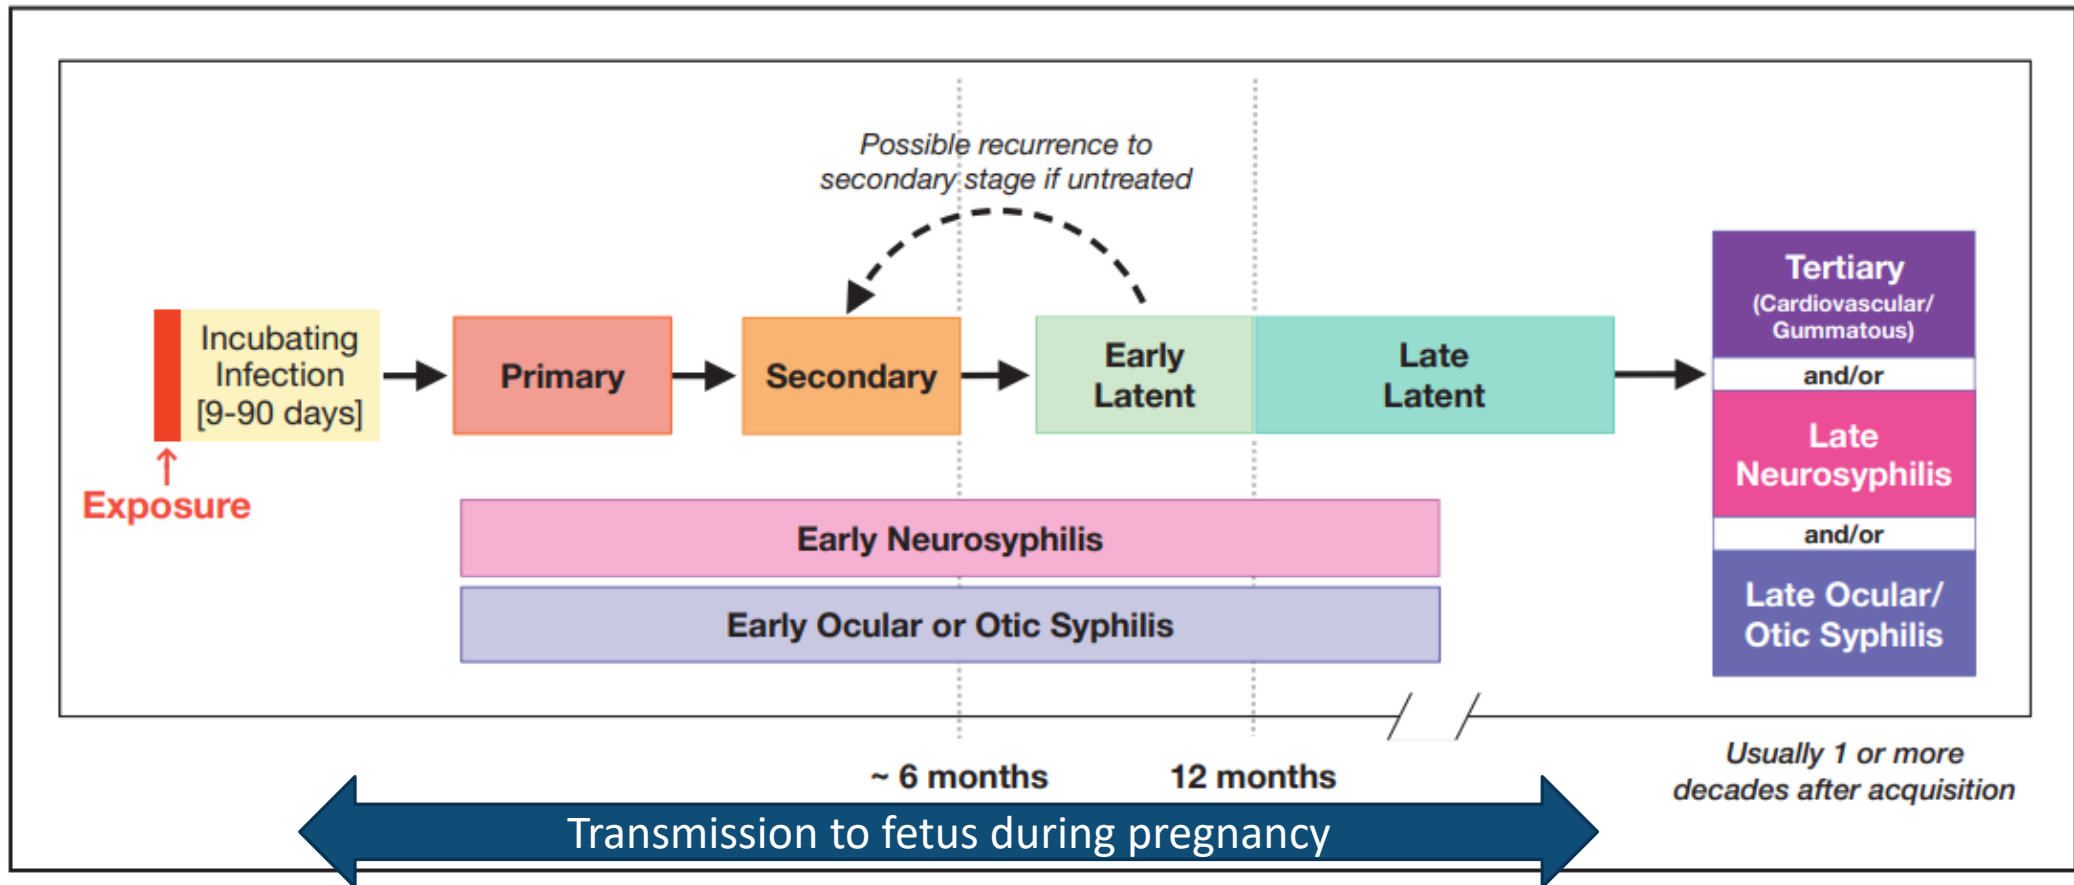 Possible recurrence to
secondary stage if untreated
Incubating
Infection
[9-90 days]
Exposure
Primary
Secondary
Early
Latent
Late
Latent
Tertiary
(Cardiovascular/
Gummatous)
and/or
Late
Neurosyphilis
and/or
Late Ocular/
Otic Syphilis
Early Neurosyphilis
Early Ocular or Otic Syphilis
~ 6 months
12 months
Usually 1 or more
decades after acquisition
Transmission to fetus during pregnancy